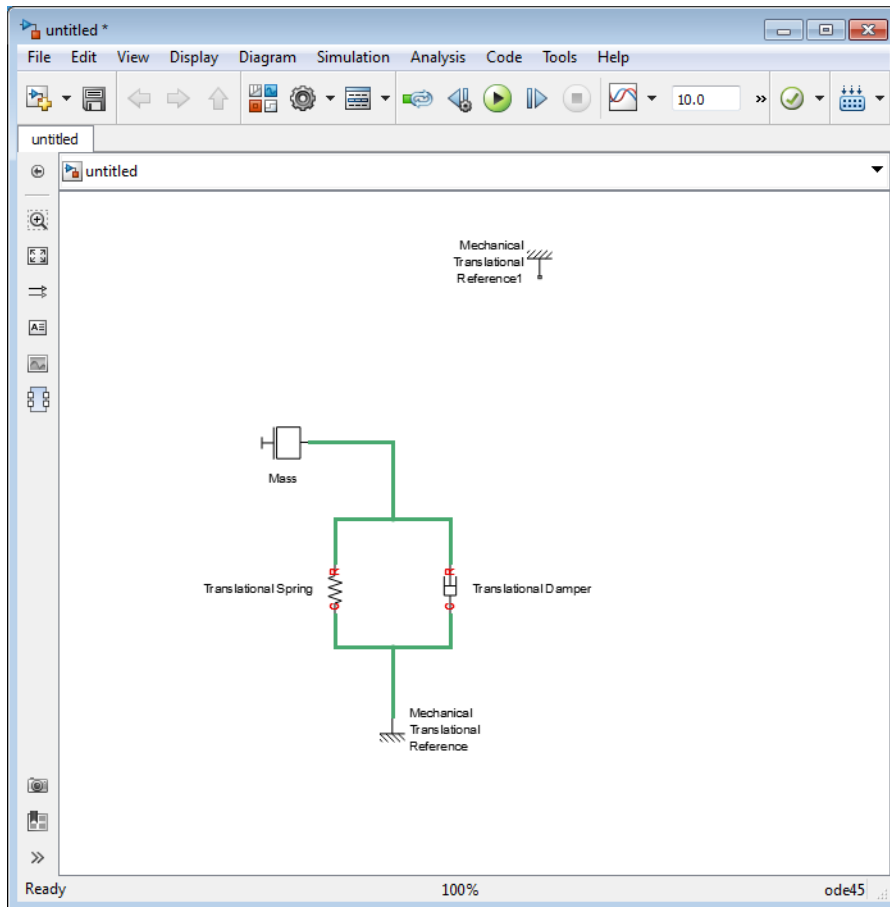 untitled *
File Edit View Display Diagram Simulation Analysis Code Tools Help
10.0
untitled
untitled
Mechanical
Translational
Reference1
Mass
R
R
Translational Spring
Translational Damper
C
C
Mechanical
Translational
Reference
Ready 100% ode45